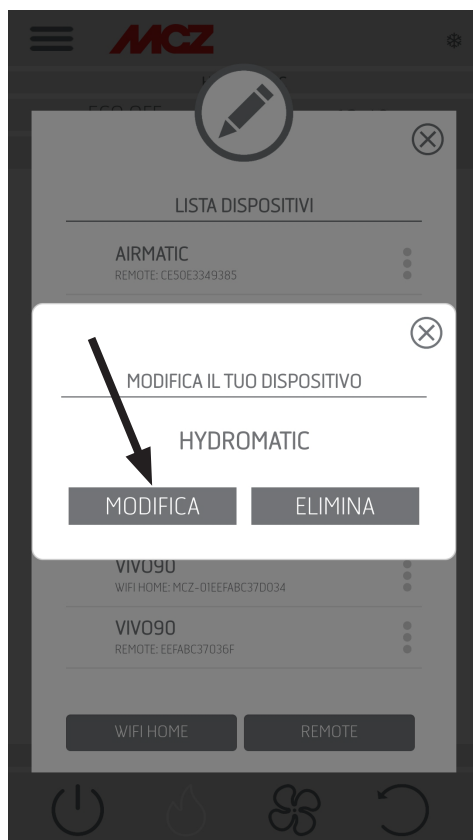 MCZ
LISTA DISPOSITIVI
AIRMATIC
REMOTE: CE50E3349385
MODIFICA IL TUO DISPOSITIVO
HYDROMATIC
MODIFICA
ELIMINA
VIVO90
WIFI HOME: MCZ-01EEFABC37D034
VIVO90
REMOTE: EEFABC37036F
WIFI HOME
REMOTE